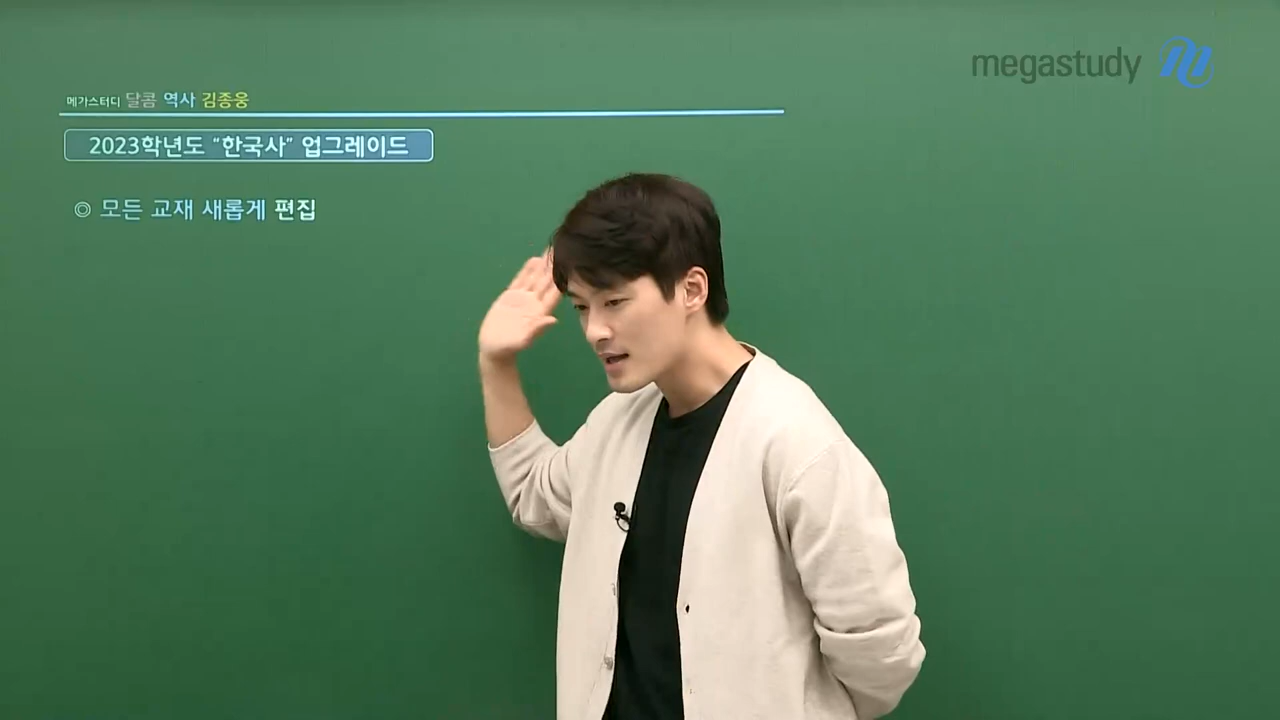 megastudy
메가스터디 달콤 역사 김종웅
2023학년도 "한국사" 업그레이드
◎ 모든 교재 새롭게 편집